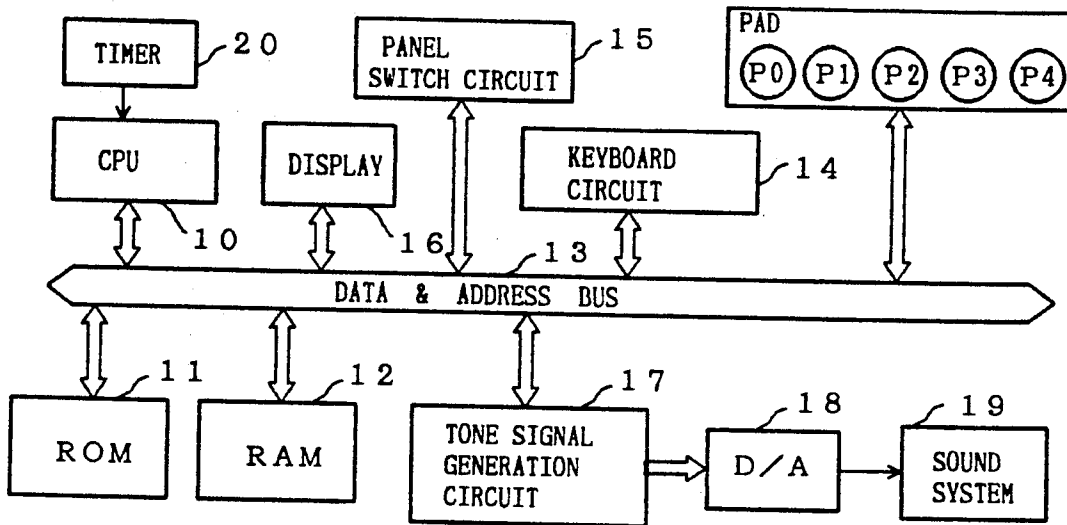 TIMER
20
PANEL
SWITCH CIRCUIT
15
PAD
P0 P1 P2 P3 P4
CPU
10
DISPLAY
16
KEYBOARD
CIRCUIT
14
13
DATA & ADDRESS BUS
11
ROM
12
RAM
17
TONE SIGNAL
GENERATION
CIRCUIT
18
D/A
19
SOUND
SYSTEM